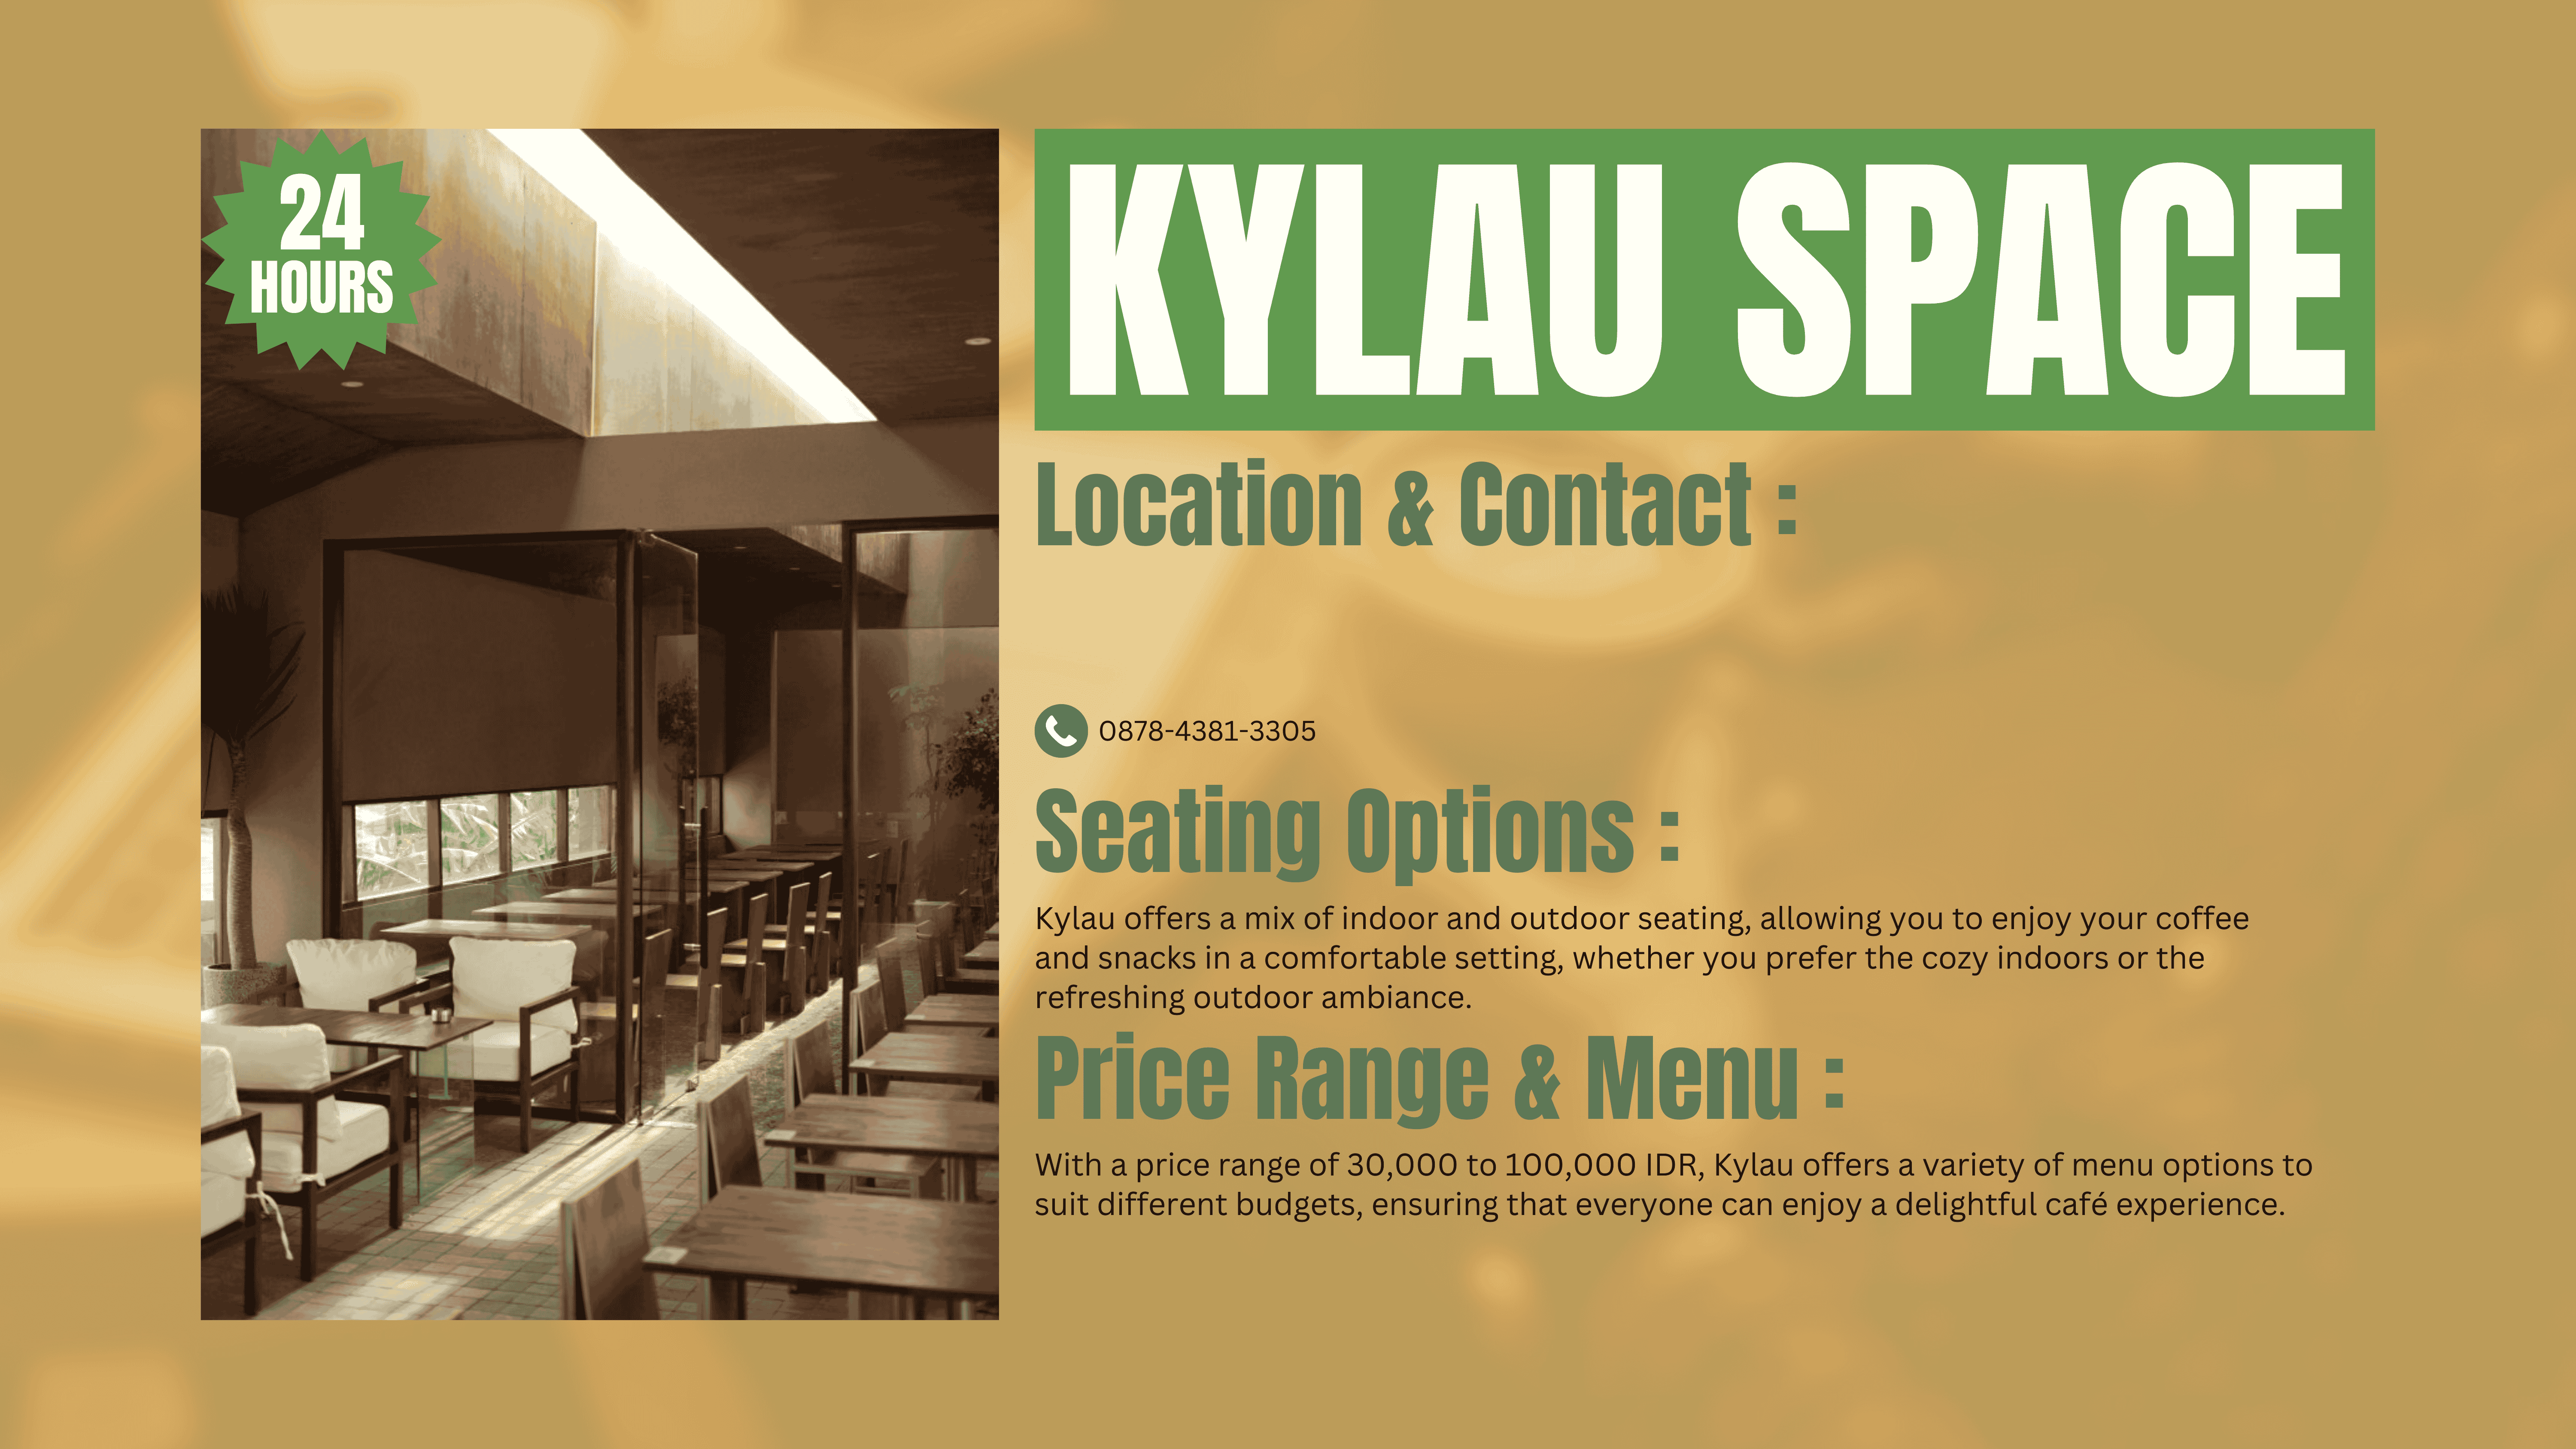 24
HOURS
KYLAU SPACE
Location & Contact :
0878-4381-3305
Seating Options :
Kylau offers a mix of indoor and outdoor seating, allowing you to enjoy your coffee
and snacks in a comfortable setting, whether you prefer the cozy indoors or the
refreshing outdoor ambiance.
Price Range & Menu :
With a price range of 30,000 to 100,000 IDR, Kylau offers a variety of menu options to
suit different budgets, ensuring that everyone can enjoy a delightful café experience.